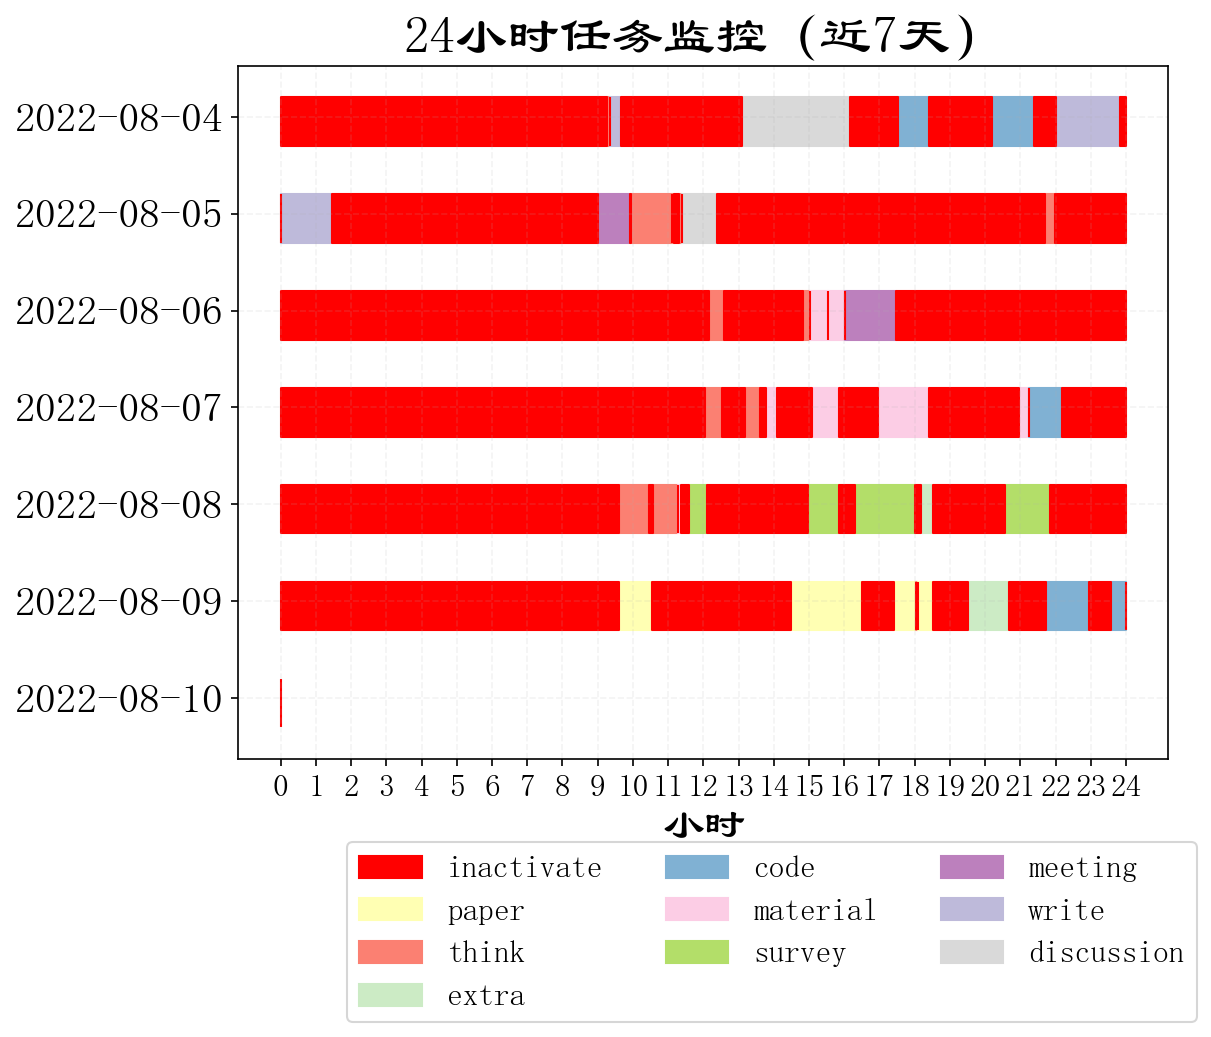 24小时任务监控 (近7天)
2022-08-04
2022-08-05
2022-08-06
2022-08-07
2022-08-08
2022-08-09
2022-08-10
0 1 2 3 4 5 6 7 8 9 10 11 12 13 14 15 16 17 18 19 20 21 22 23 24
小时
inactivate code meeting
paper material write
think survey discussion
extra